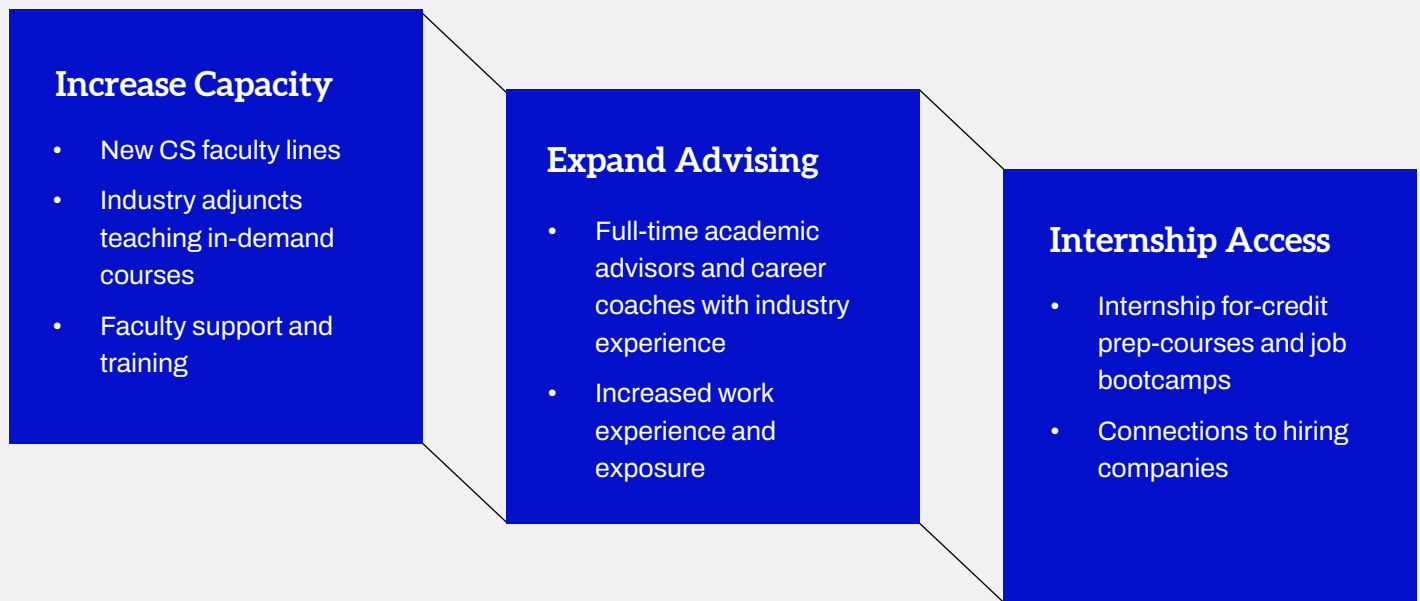 Increase Capacity
• New CS faculty lines
• Industry adjuncts
teaching in-demand
courses
• Faculty support and
training
Expand Advising
• Full-time academic
advisors and career
coaches with industry
experience
• Increased work
experience and
exposure
Internship Access
• Internship for-credit
prep-courses and job
bootcamps
• Connections to hiring
companies